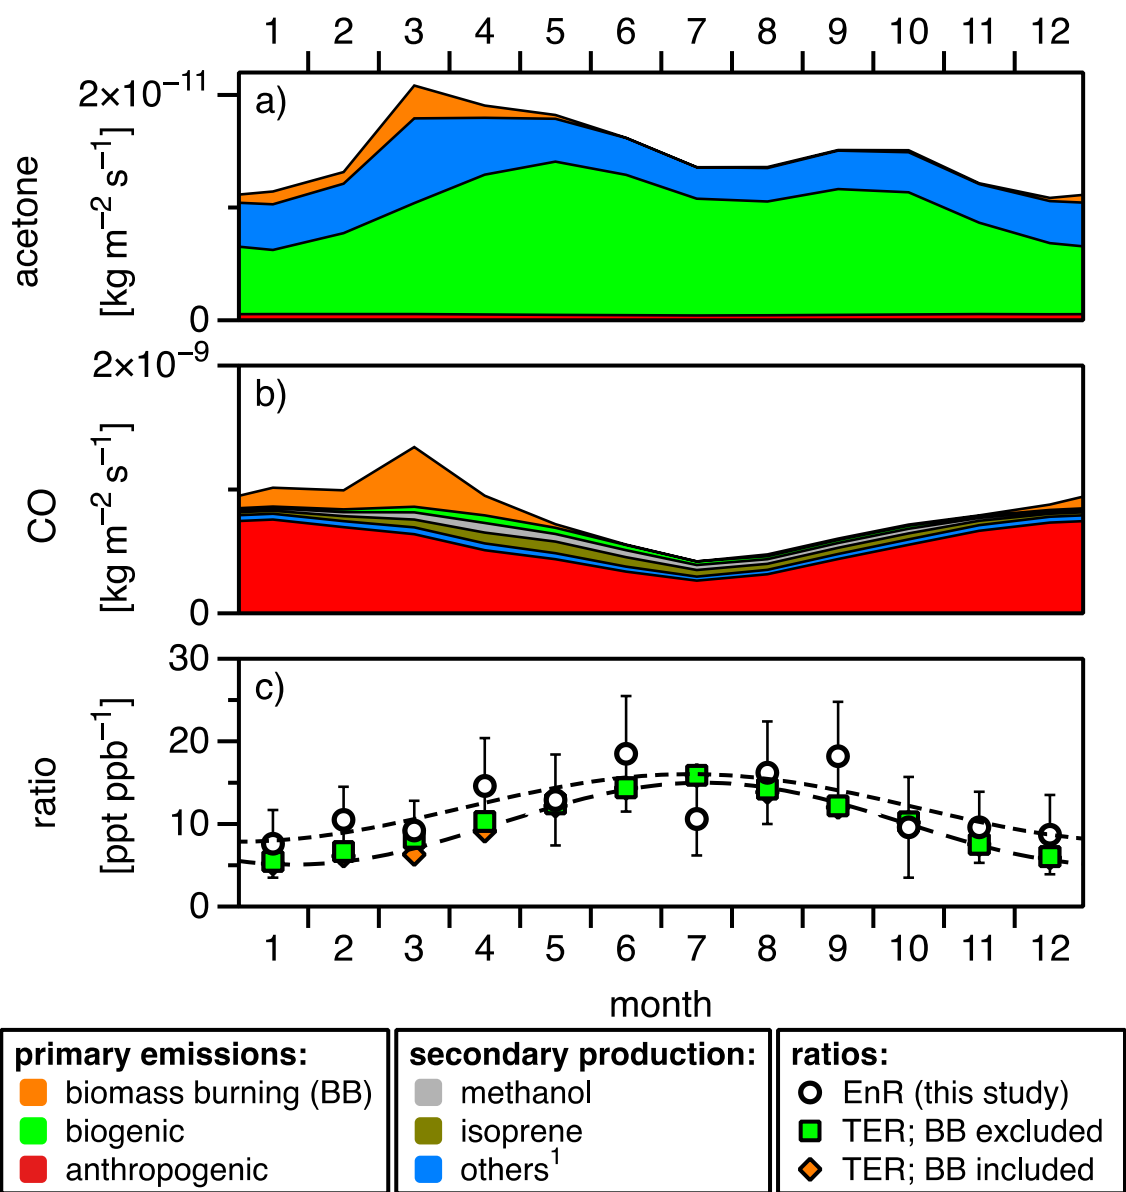 1 2 3 4 5 6 7 8 9 10 11 12
a)
2×10⁻¹¹
0
acetone
[kg m⁻² s⁻¹]
b)
2×10⁻⁹
0
CO
[kg m⁻² s⁻¹]
c)
30
20
10
0
ratio
[ppt ppb⁻¹]
1 2 3 4 5 6 7 8 9 10 11 12
month
primary emissions:
biomass burning (BB)
biogenic
anthropogenic
secondary production:
methanol
isoprene
others¹
ratios:
EnR (this study)
TER; BB excluded
TER; BB included